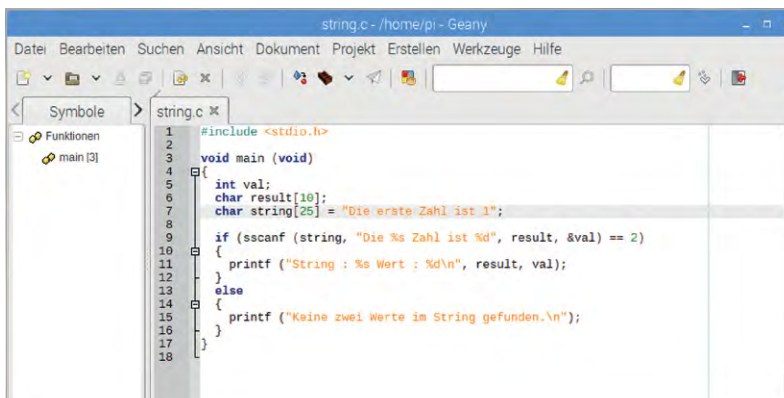 string.c - /home/pi - Geany
Datei Bearbeiten Suchen Ansicht Dokument Projekt Erstellen Werkzeuge Hilfe
Symbole
string.c
Funktionen
main [3]
1 #include <stdio.h>
2
3 void main (void)
4 {
5 int val;
6 char result[10];
7 char string[25] = "Die erste Zahl ist 1";
8
9 if (sscanf (string, "Die %s Zahl ist %d", result, &val) == 2)
10 {
11 printf ("String : %s Wert : %d\n", result, val);
12 }
13 else
14 {
15 printf ("Keine zwei Werte im String gefunden.\n");
16 }
17 }
18